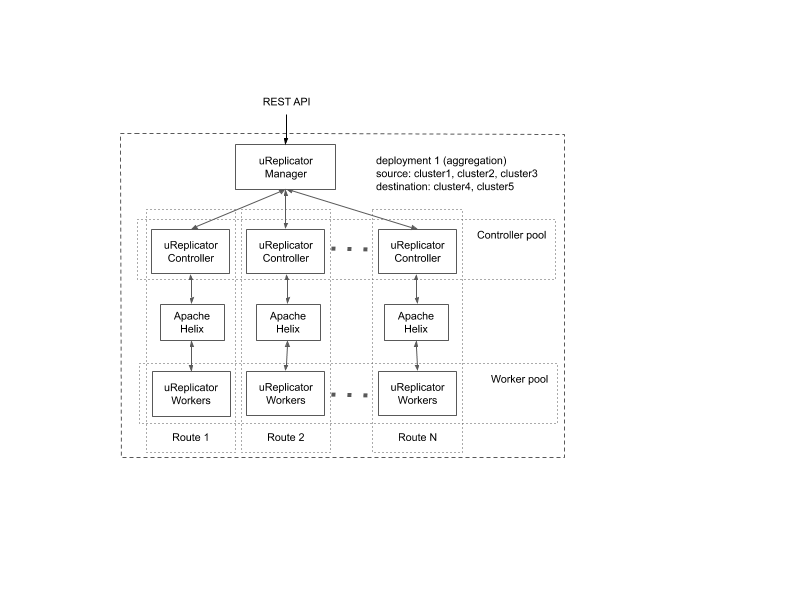 REST API
uReplicator
Manager
deployment 1 (aggregation)
source: cluster1, cluster2, cluster3
destination: cluster4, cluster5
Controller pool
uReplicator
Controller
uReplicator
Controller
uReplicator
Controller
Apache
Helix
Apache
Helix
Apache
Helix
Worker pool
uReplicator
Workers
uReplicator
Workers
uReplicator
Workers
Route 1
Route 2
Route N